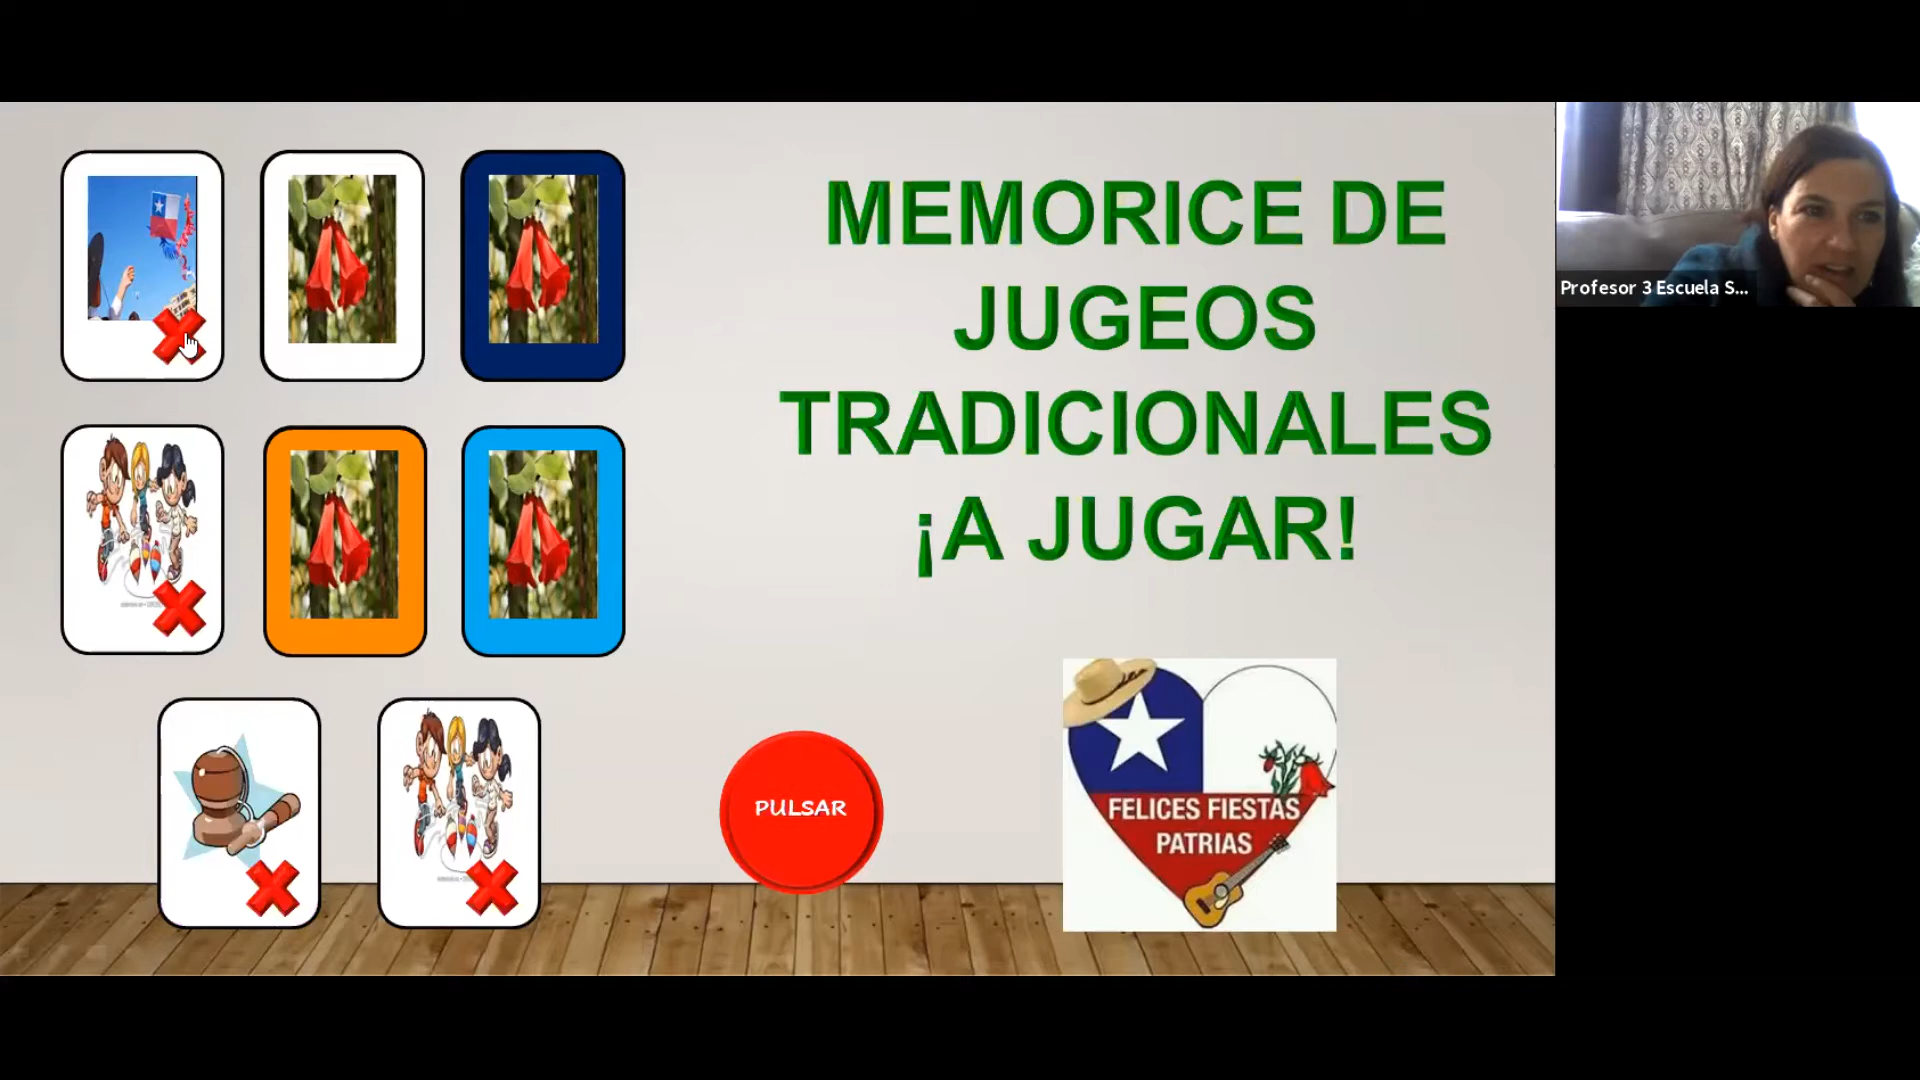 MEMORICE DE
JUGEOS
TRADICIONALES
¡A JUGAR!
Profesor 3 Escuela S...
PULSAR
FELICES FIESTAS
PATRIAS